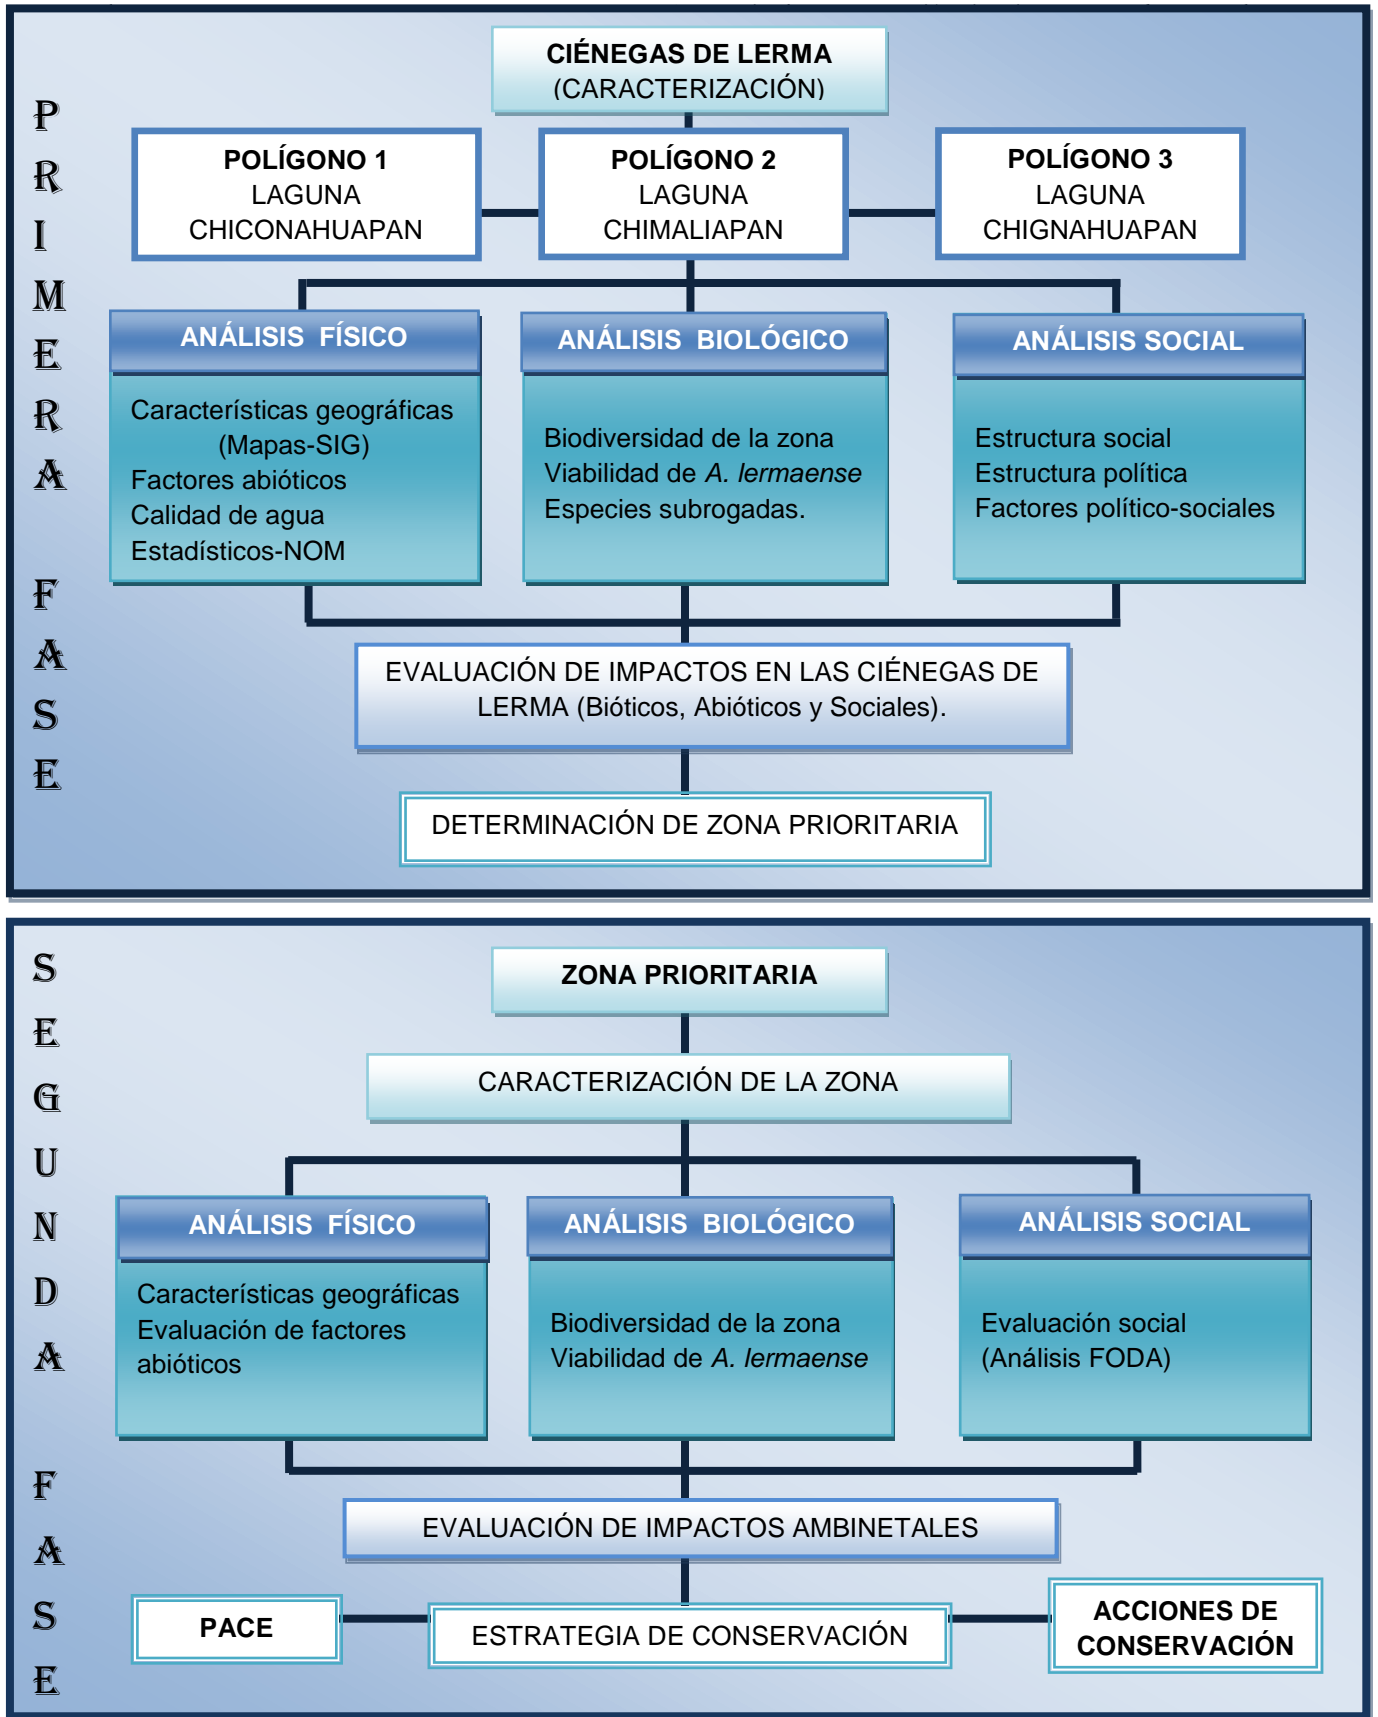 PRIMERA FASE
CIÉNEGAS DE LERMA
(CARACTERIZACIÓN)
POLÍGONO 1
LAGUNA
CHICONAHUAPAN
POLÍGONO 2
LAGUNA
CHIMALIAPAN
POLÍGONO 3
LAGUNA
CHIGNAHUAPAN
ANÁLISIS FÍSICO
Características geográficas
(Mapas-SIG)
Factores abióticos
Calidad de agua
Estadísticos-NOM
ANÁLISIS BIOLÓGICO
Biodiversidad de la zona
Viabilidad de A. lermaense
Especies subrogadas.
ANÁLISIS SOCIAL
Estructura social
Estructura política
Factores político-sociales
EVALUACIÓN DE IMPACTOS EN LAS CIÉNEGAS DE
LERMA (Bióticos, Abióticos y Sociales).
DETERMINACIÓN DE ZONA PRIORITARIA
SEGUNDA FASE
ZONA PRIORITARIA
CARACTERIZACIÓN DE LA ZONA
ANÁLISIS FÍSICO
Características geográficas
Evaluación de factores
abióticos
ANÁLISIS BIOLÓGICO
Biodiversidad de la zona
Viabilidad de A. lermaense
ANÁLISIS SOCIAL
Evaluación social
(Análisis FODA)
EVALUACIÓN DE IMPACTOS AMBINETALES
PACE
ESTRATEGIA DE CONSERVACIÓN
ACCIONES DE
CONSERVACIÓN